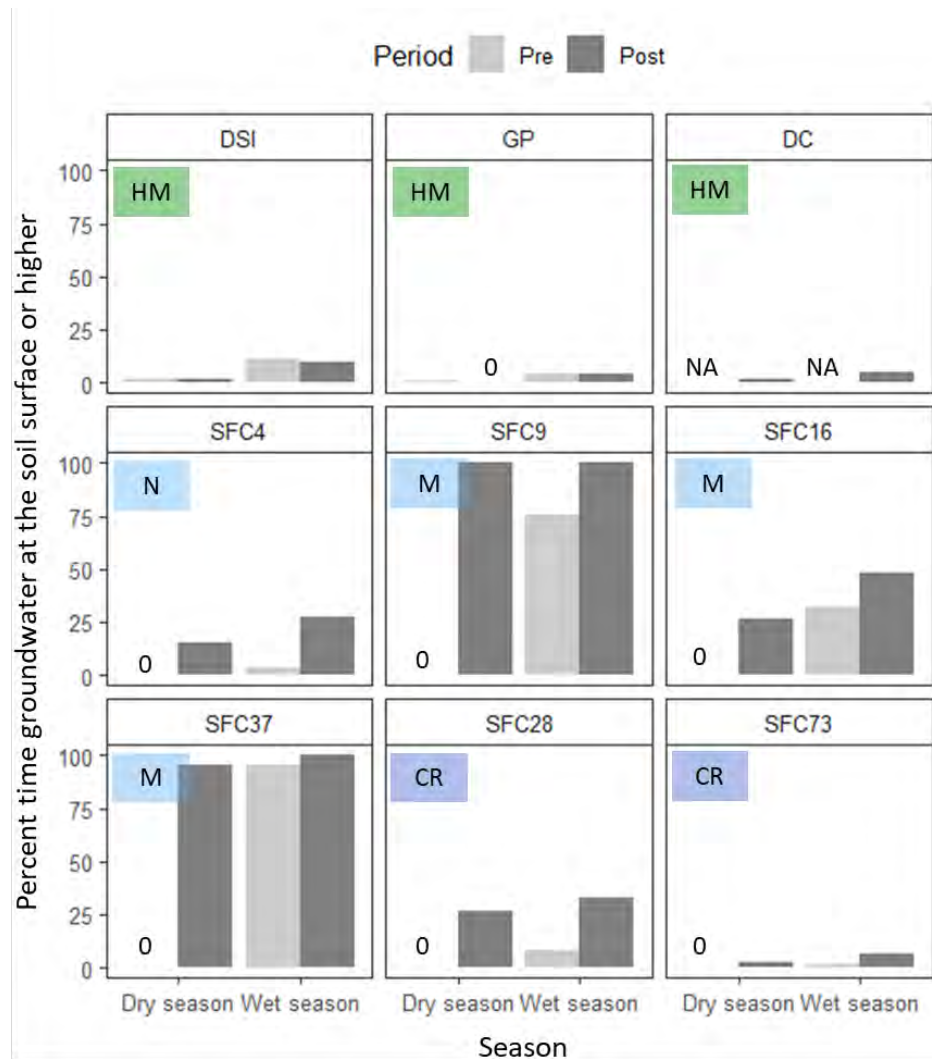 Period Pre Post
DSI GP DC
HM HM HM
100
75
50
25
0
0
NA NA
SFC4 SFC9 SFC16
N M M
100
75
50
25
0
0 0 0
SFC37 SFC28 SFC73
M CR CR
100
75
50
25
0
0 0 0
Dry season Wet season Dry season Wet season Dry season Wet season
Season
Percent time groundwater at the soil surface or higher